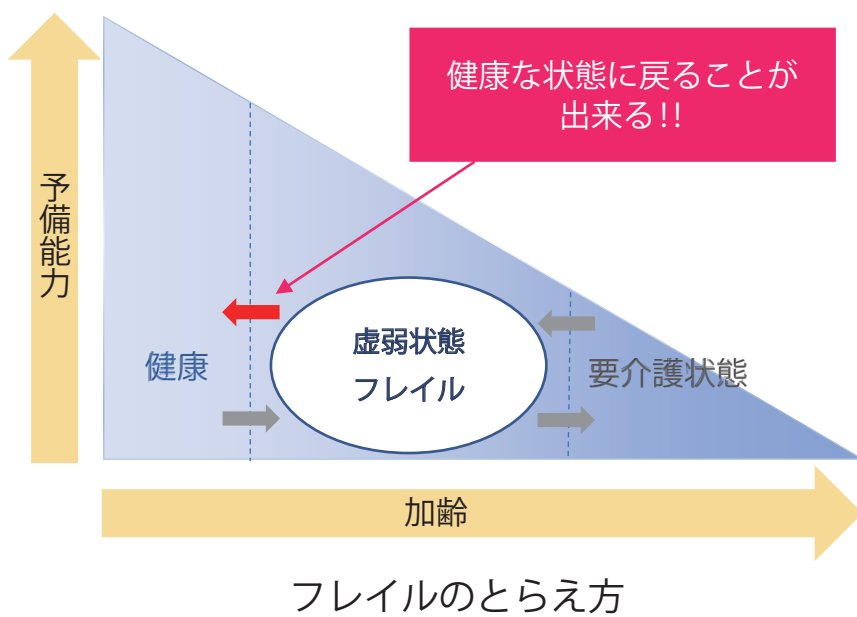 健康な状態に戻ることが
出来る!!
予備能力
健康
虚弱状態
フレイル
要介護状態
加齢
フレイルのとらえ方